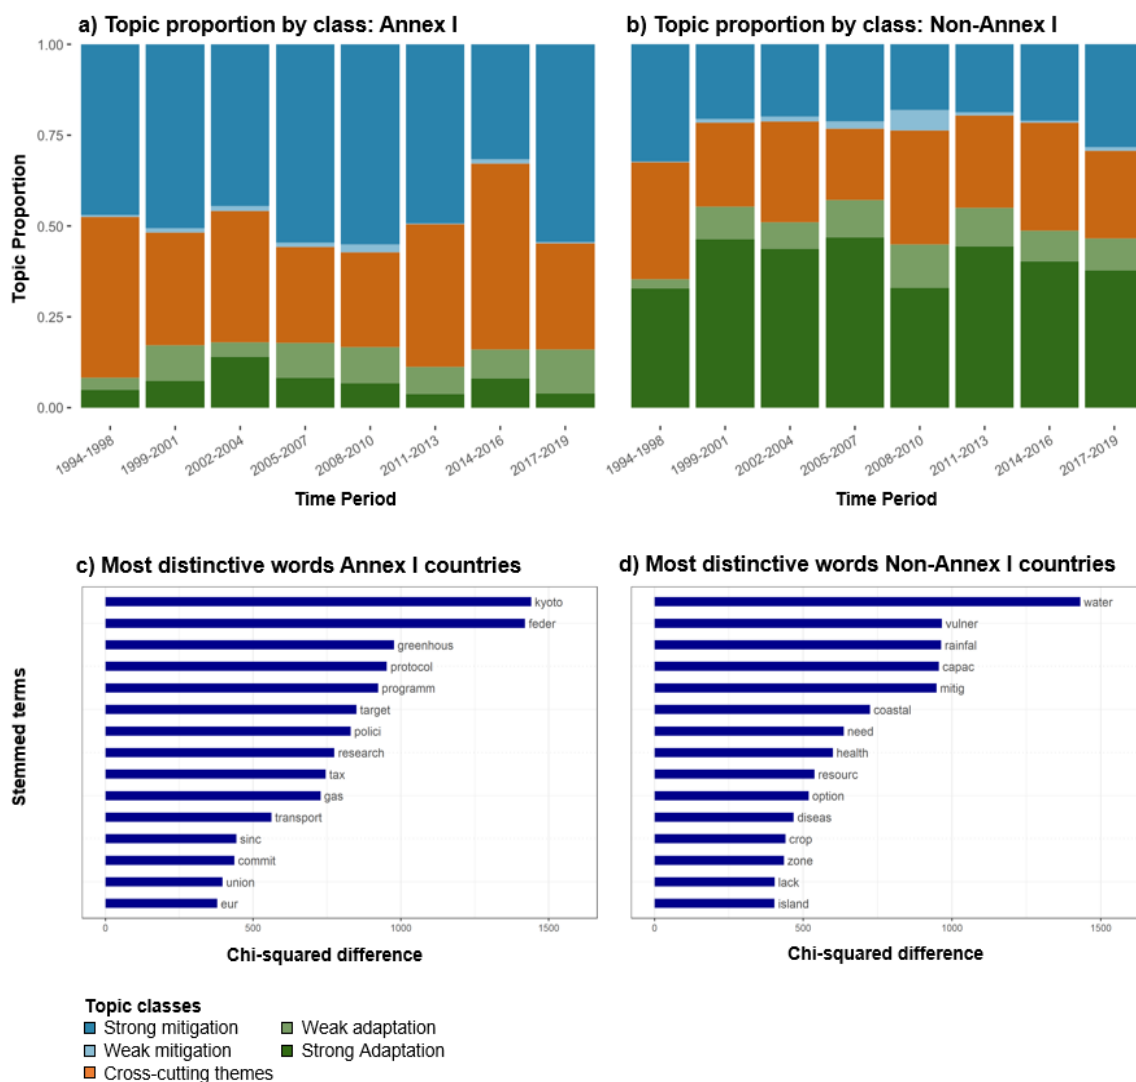 a) Topic proportion by class: Annex I
b) Topic proportion by class: Non-Annex I
Topic Proportion
1.00
0.75
0.50
0.25
0.00
1994-1998
1999-2001
2002-2004
2005-2007
2008-2010
2011-2013
2014-2016
2017-2019
Time Period
1994-1998
1999-2001
2002-2004
2005-2007
2008-2010
2011-2013
2014-2016
2017-2019
Time Period
c) Most distinctive words Annex I countries
d) Most distinctive words Non-Annex I countries
Stemmed terms
kyoto
feder
greenhous
protocol
programm
target
polici
research
tax
gas
transport
sinc
commit
union
eur
0
500
1000
1500
Chi-squared difference
water
vulner
rainfal
capac
mitig
coastal
need
health
resourc
option
diseas
crop
zone
lack
island
0
500
1000
1500
Chi-squared difference
Topic classes
Strong mitigation
Weak mitigation
Cross-cutting themes
Weak adaptation
Strong Adaptation